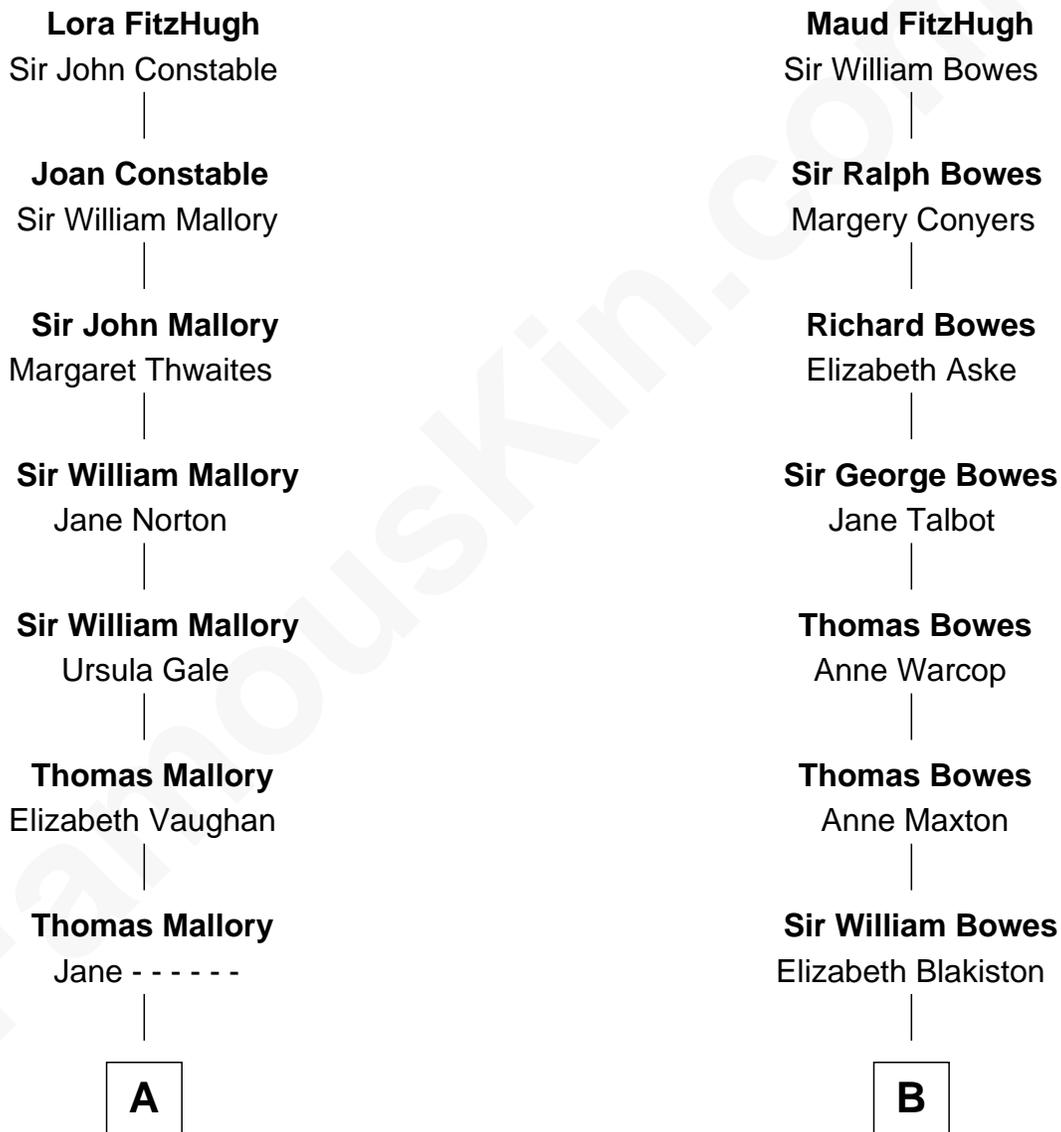 Lora FitzHugh
Sir John Constable
Joan Constable
Sir William Mallory
Sir John Mallory
Margaret Thwaites
Sir William Mallory
Jane Norton
Sir William Mallory
Ursula Gale
Thomas Mallory
Elizabeth Vaughan
Thomas Mallory
Jane - - - - - -
A
Maud FitzHugh
Sir William Bowes
Sir Ralph Bowes
Margery Conyers
Richard Bowes
Elizabeth Aske
Sir George Bowes
Jane Talbot
Thomas Bowes
Anne Warcop
Thomas Bowes
Anne Maxton
Sir William Bowes
Elizabeth Blakiston
B
FamousKin.com